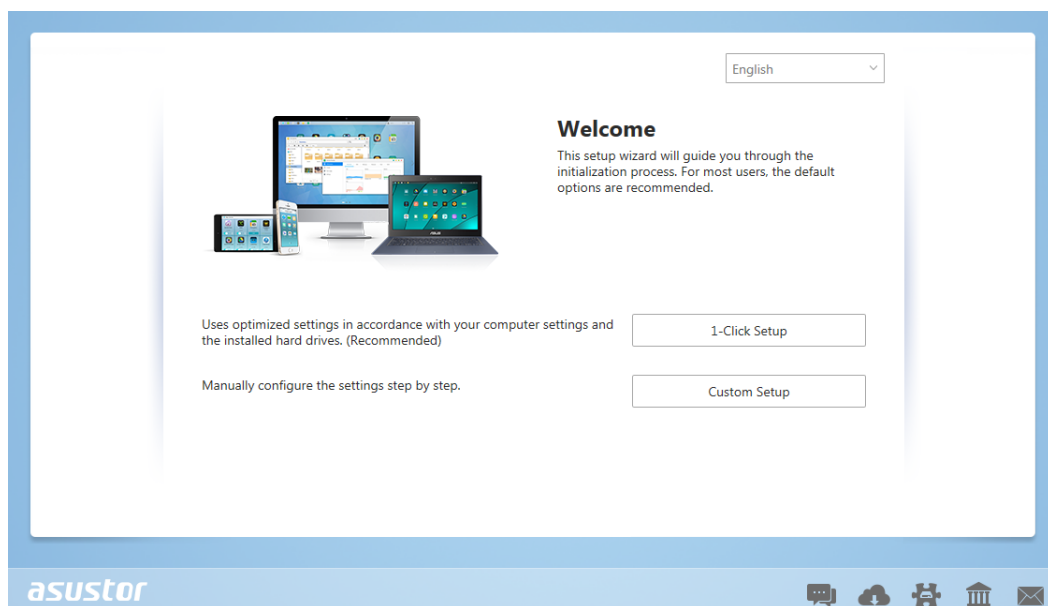 English
Welcome
This setup wizard will guide you through the
initialization process. For most users, the default
options are recommended.
Uses optimized settings in accordance with your computer settings and
the installed hard drives. (Recommended)
1-Click Setup
Manually configure the settings step by step.
Custom Setup
asustor